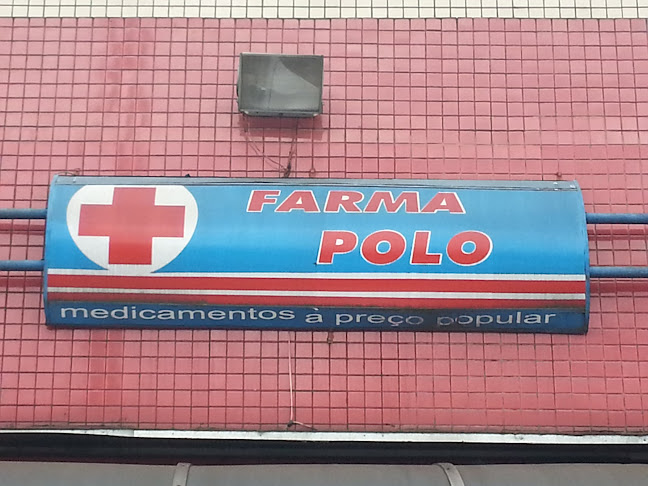 FARMA
POLO
medicamentos à preço popular